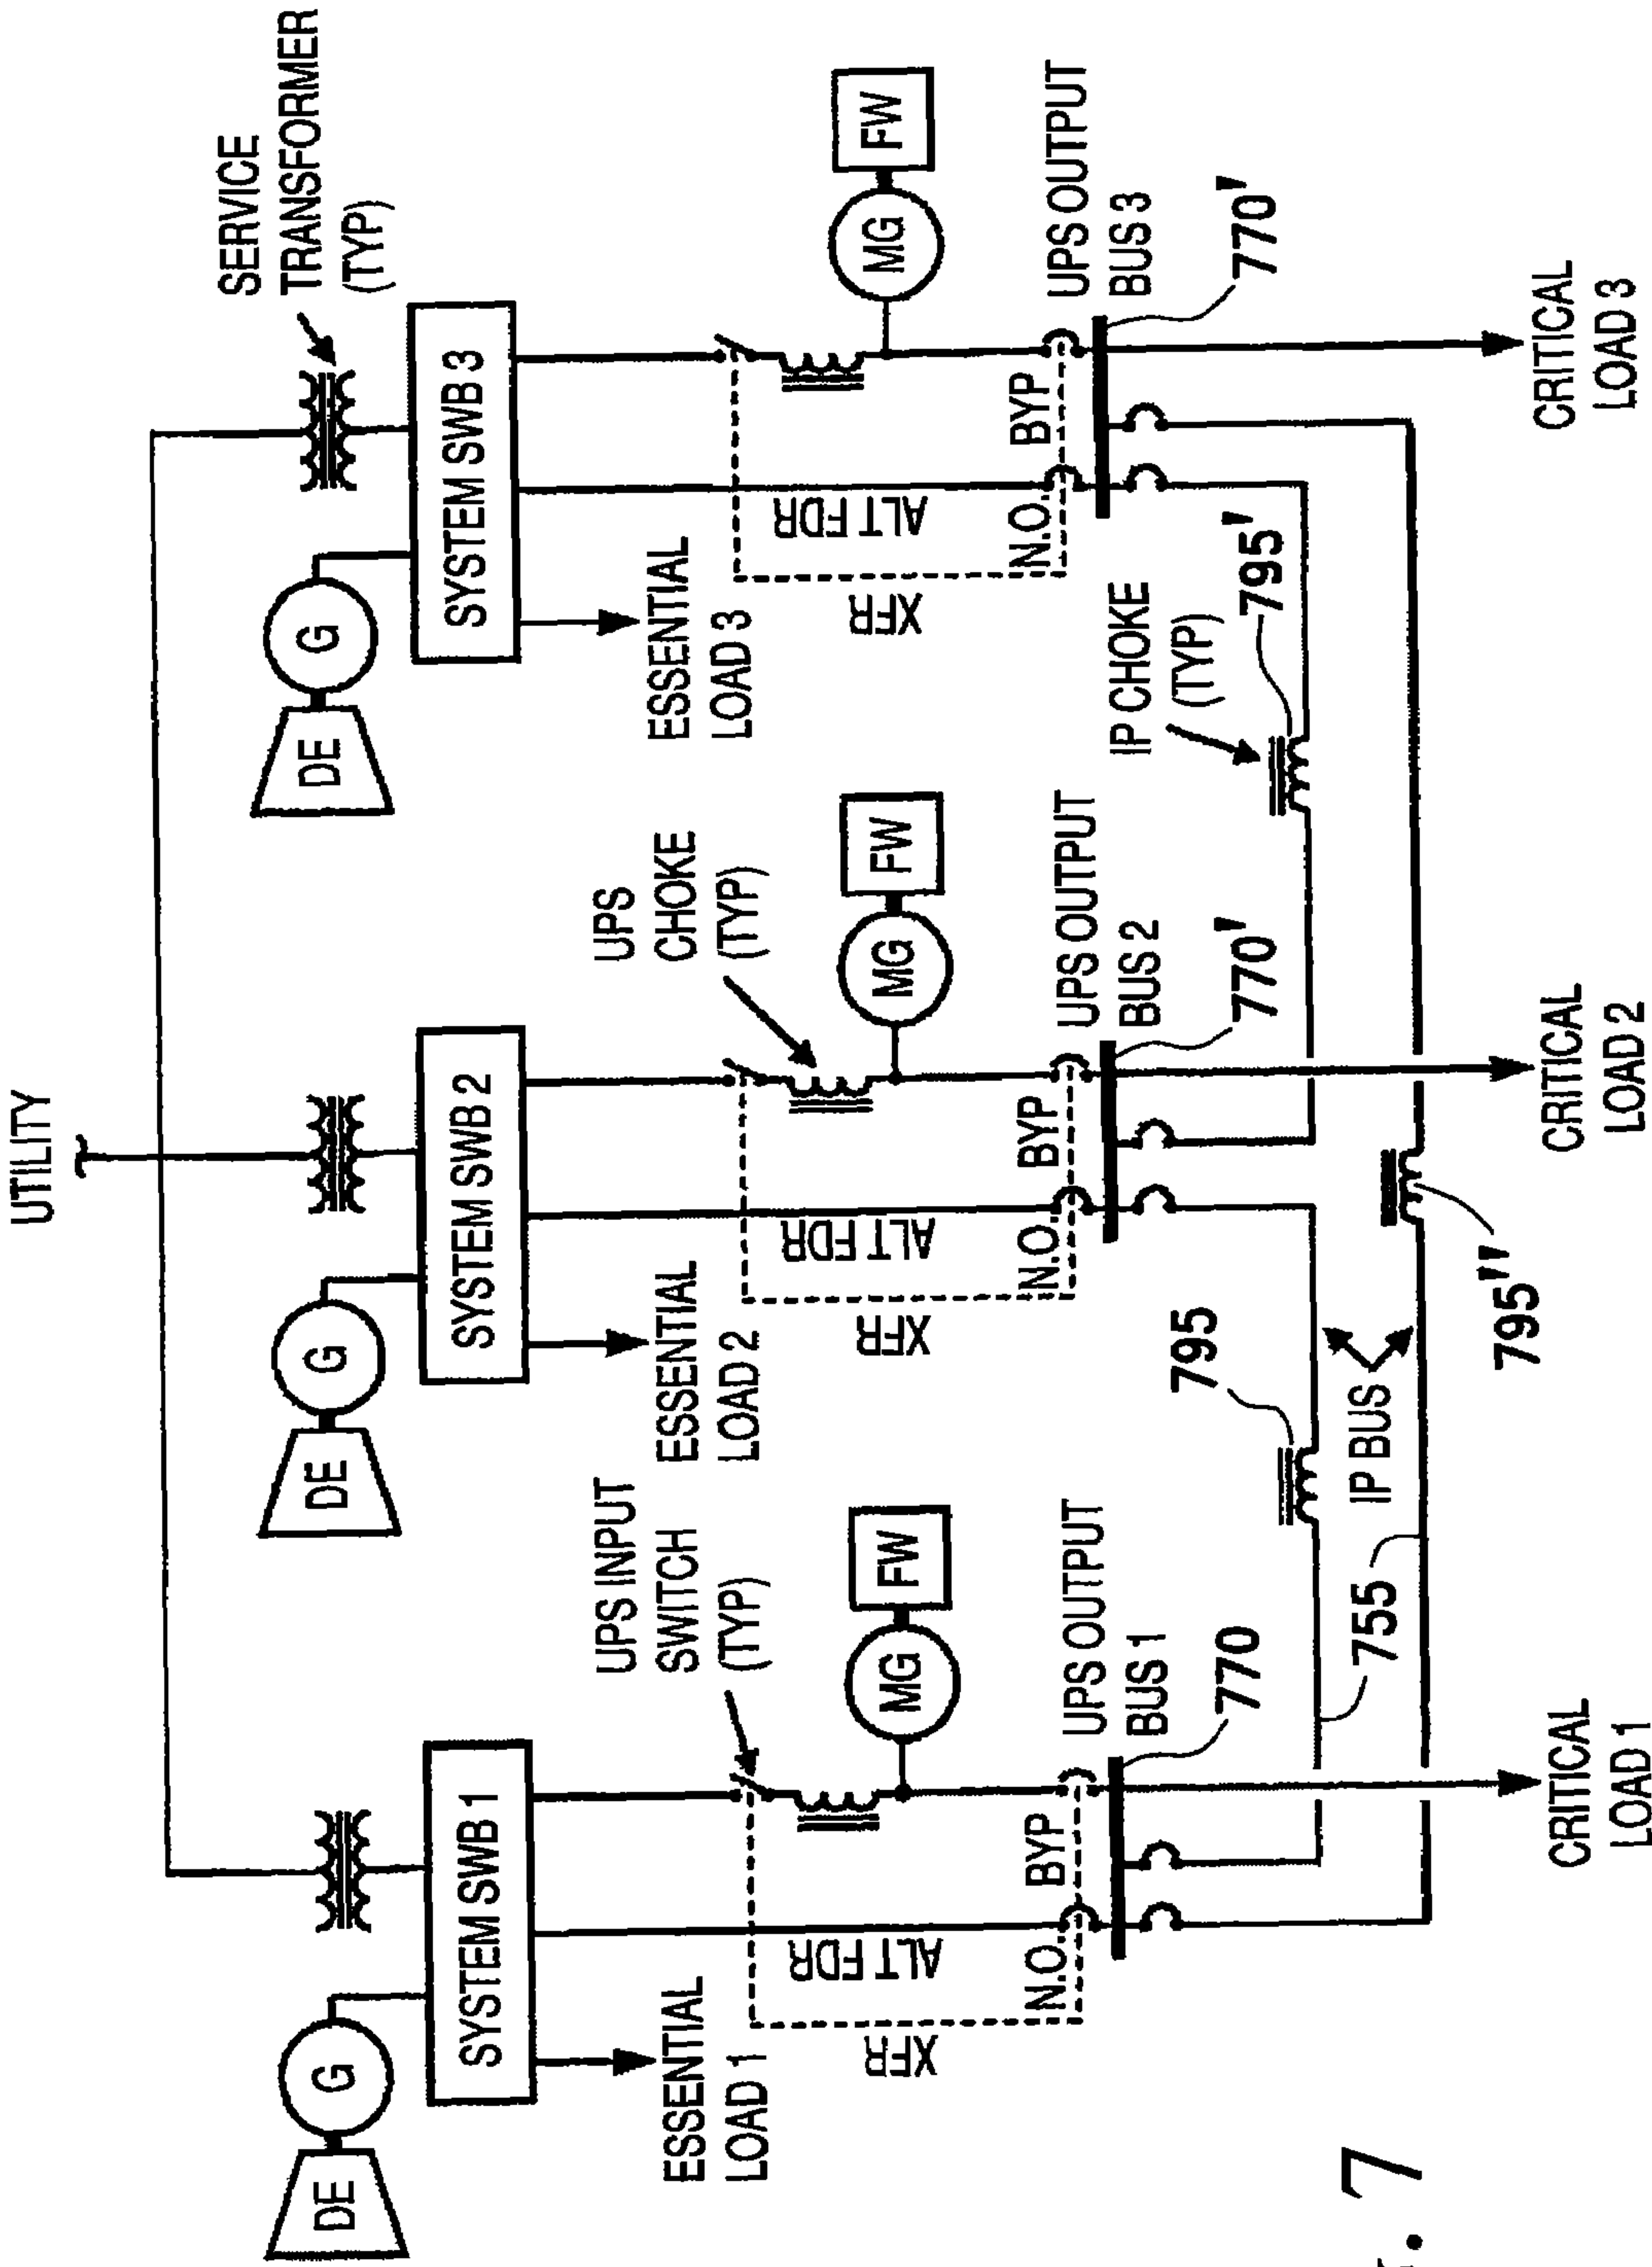 UTILITY
SERVICE
TRANSFORMER
(TYP)
DE
G
DE
G
DE
G
SYSTEM SWB 1
SYSTEM SWB 2
SYSTEM SWB 3
ESSENTIAL
LOAD 1
UPS INPUT
SWITCH
(TYP)
ESSENTIAL
LOAD 2
UPS
CHOKE
(TYP)
ESSENTIAL
LOAD 3
ALT FDR
ALT FDR
ALT FDR
XFR
XFR
XFR
MG
FW
MG
FW
MG
FW
N.O.
BYP
N.O.
BYP
N.O.
BYP
UPS OUTPUT
BUS 1
770
UPS OUTPUT
BUS 2
770'
UPS OUTPUT
BUS 3
770'
795
IP CHOKE
(TYP)
795'
755
IP BUS
795''
CRITICAL
LOAD 1
CRITICAL
LOAD 2
CRITICAL
LOAD 3
7